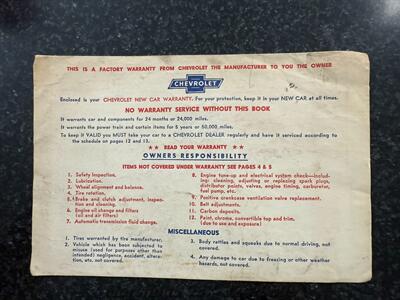 THIS IS A FACTORY WARRANTY FROM CHEVROLET THE MANUFACTURER TO YOU THE OWNER
CHEVROLET
Enclosed is your CHEVROLET NEW CAR WARRANTY. For your protection, keep it in your NEW CAR at all times.
NO WARRANTY SERVICE WITHOUT THIS BOOK
It warrants car and components for 24 months or 24,000 miles.
It warrants the power train and certain items for 5 years or 50,000 miles.
To keep it VALID you MUST take your car to a CHEVROLET DEALER regularly and have it serviced according to the schedule on pages 12 and 13.
★★ READ YOUR WARRANTY ★★
OWNERS RESPONSIBILITY
ITEMS NOT COVERED UNDER WARRANTY SEE PAGES 4 & 5
1. Safety Inspection.
2. Lubrication.
3. Wheel alignment and balance.
4. Tire rotation.
5. Brake and clutch adjustment, inspection and cleaning.
6. Engine oil change and filters (oil and air filters)
7. Automatic transmission fluid change.
8. Engine tune-up and electrical system check—including: cleaning, adjusting or replacing spark plugs, distributor points, valves, engine timing, carburetor, fuel pump, etc.
9. Positive crankcase ventilation valve replacement.
10. Belt adjustments.
11. Carbon deposits.
12. Paint, chrome, convertible top and trim. (due to use and exposure)
MISCELLANEOUS
1. Tires warranted by tire manufacturer.
2. Vehicle which has been subjected to misuse (used for purposes other than intended) negligence, accident, alteration, etc. not covered.
3. Body rattles and squeaks due to normal driving, not covered.
4. Any damage to car due to freezing or other weather hazards, not covered.